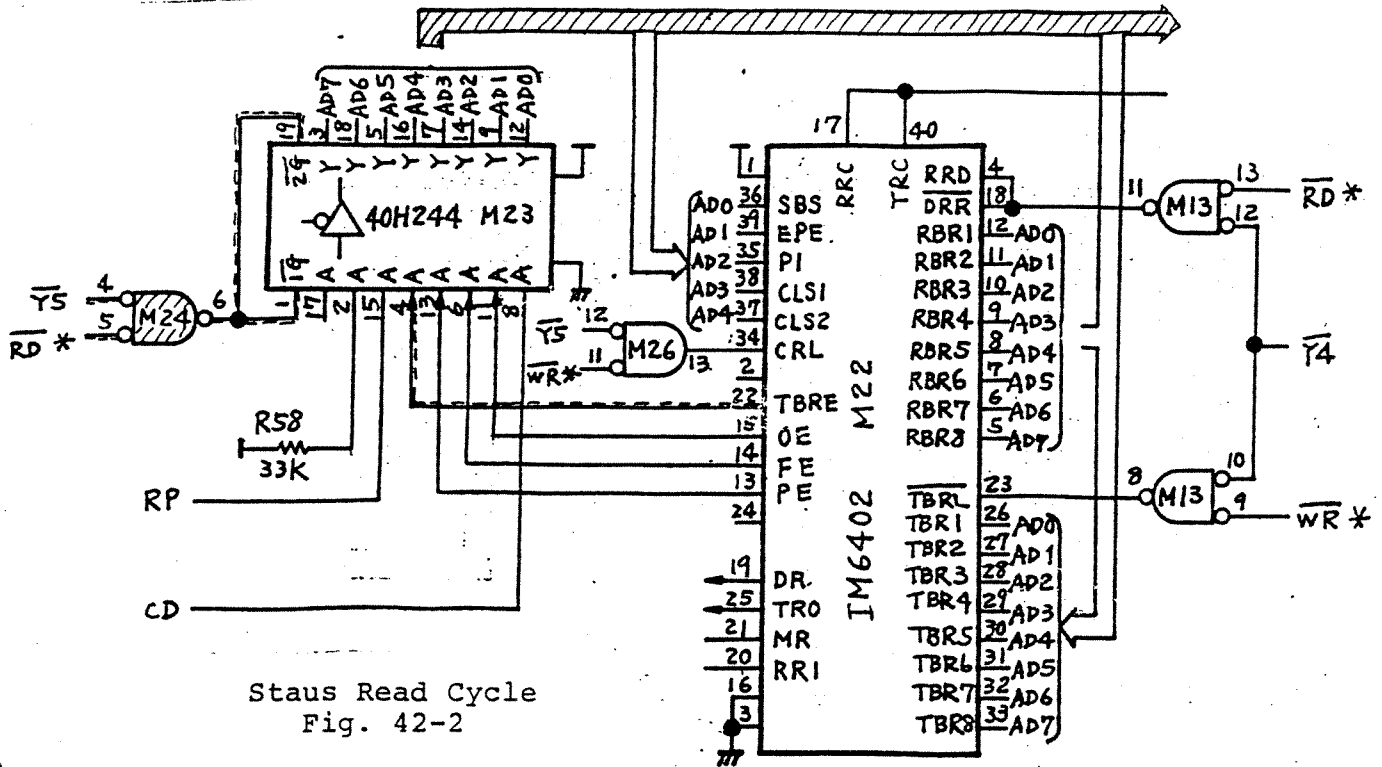 AD7 AD6 AD5 AD4 AD3 AD2 AD1 AD0
19 3 18 5 16 7 14 9 12
2G Y Y Y Y Y Y Y Y
40H244 M23
1G A A A A A A A A
1 17 2 15 4 13 6 1 8
Y5 4
RD * 5
M24 6
R58
33K
RP
CD
Y5 12
WR* 11
M26 13
17 40
RRC TRC
1
AD0 36 SBS
AD1 39 EPE
AD2 35 PI
AD3 38 CLS1
AD4 37 CLS2
34 CRL
2
22 TBRE
OE
14 FE
13 PE
24
19 DR
25 TRO
21 MR
20 RRI
16
3
IM6402 M22
RRD 4
DRR 18
RBR1 12 AD0
RBR2 11 AD1
RBR3 10 AD2
RBR4 9 AD3
RBR5 8 AD4
RBR6 7 AD5
RBR7 6 AD6
RBR8 5 AD7
TBRL 23
TBR1 26 AD0
TBR2 27 AD1
TBR3 28 AD2
TBR4 29 AD3
TBR5 30 AD4
TBR6 31 AD5
TBR7 32 AD6
TBR8 33 AD7
11 M13 13 RD *
12
Y4
8 M13 10
9 WR *
Staus Read Cycle
Fig. 42-2